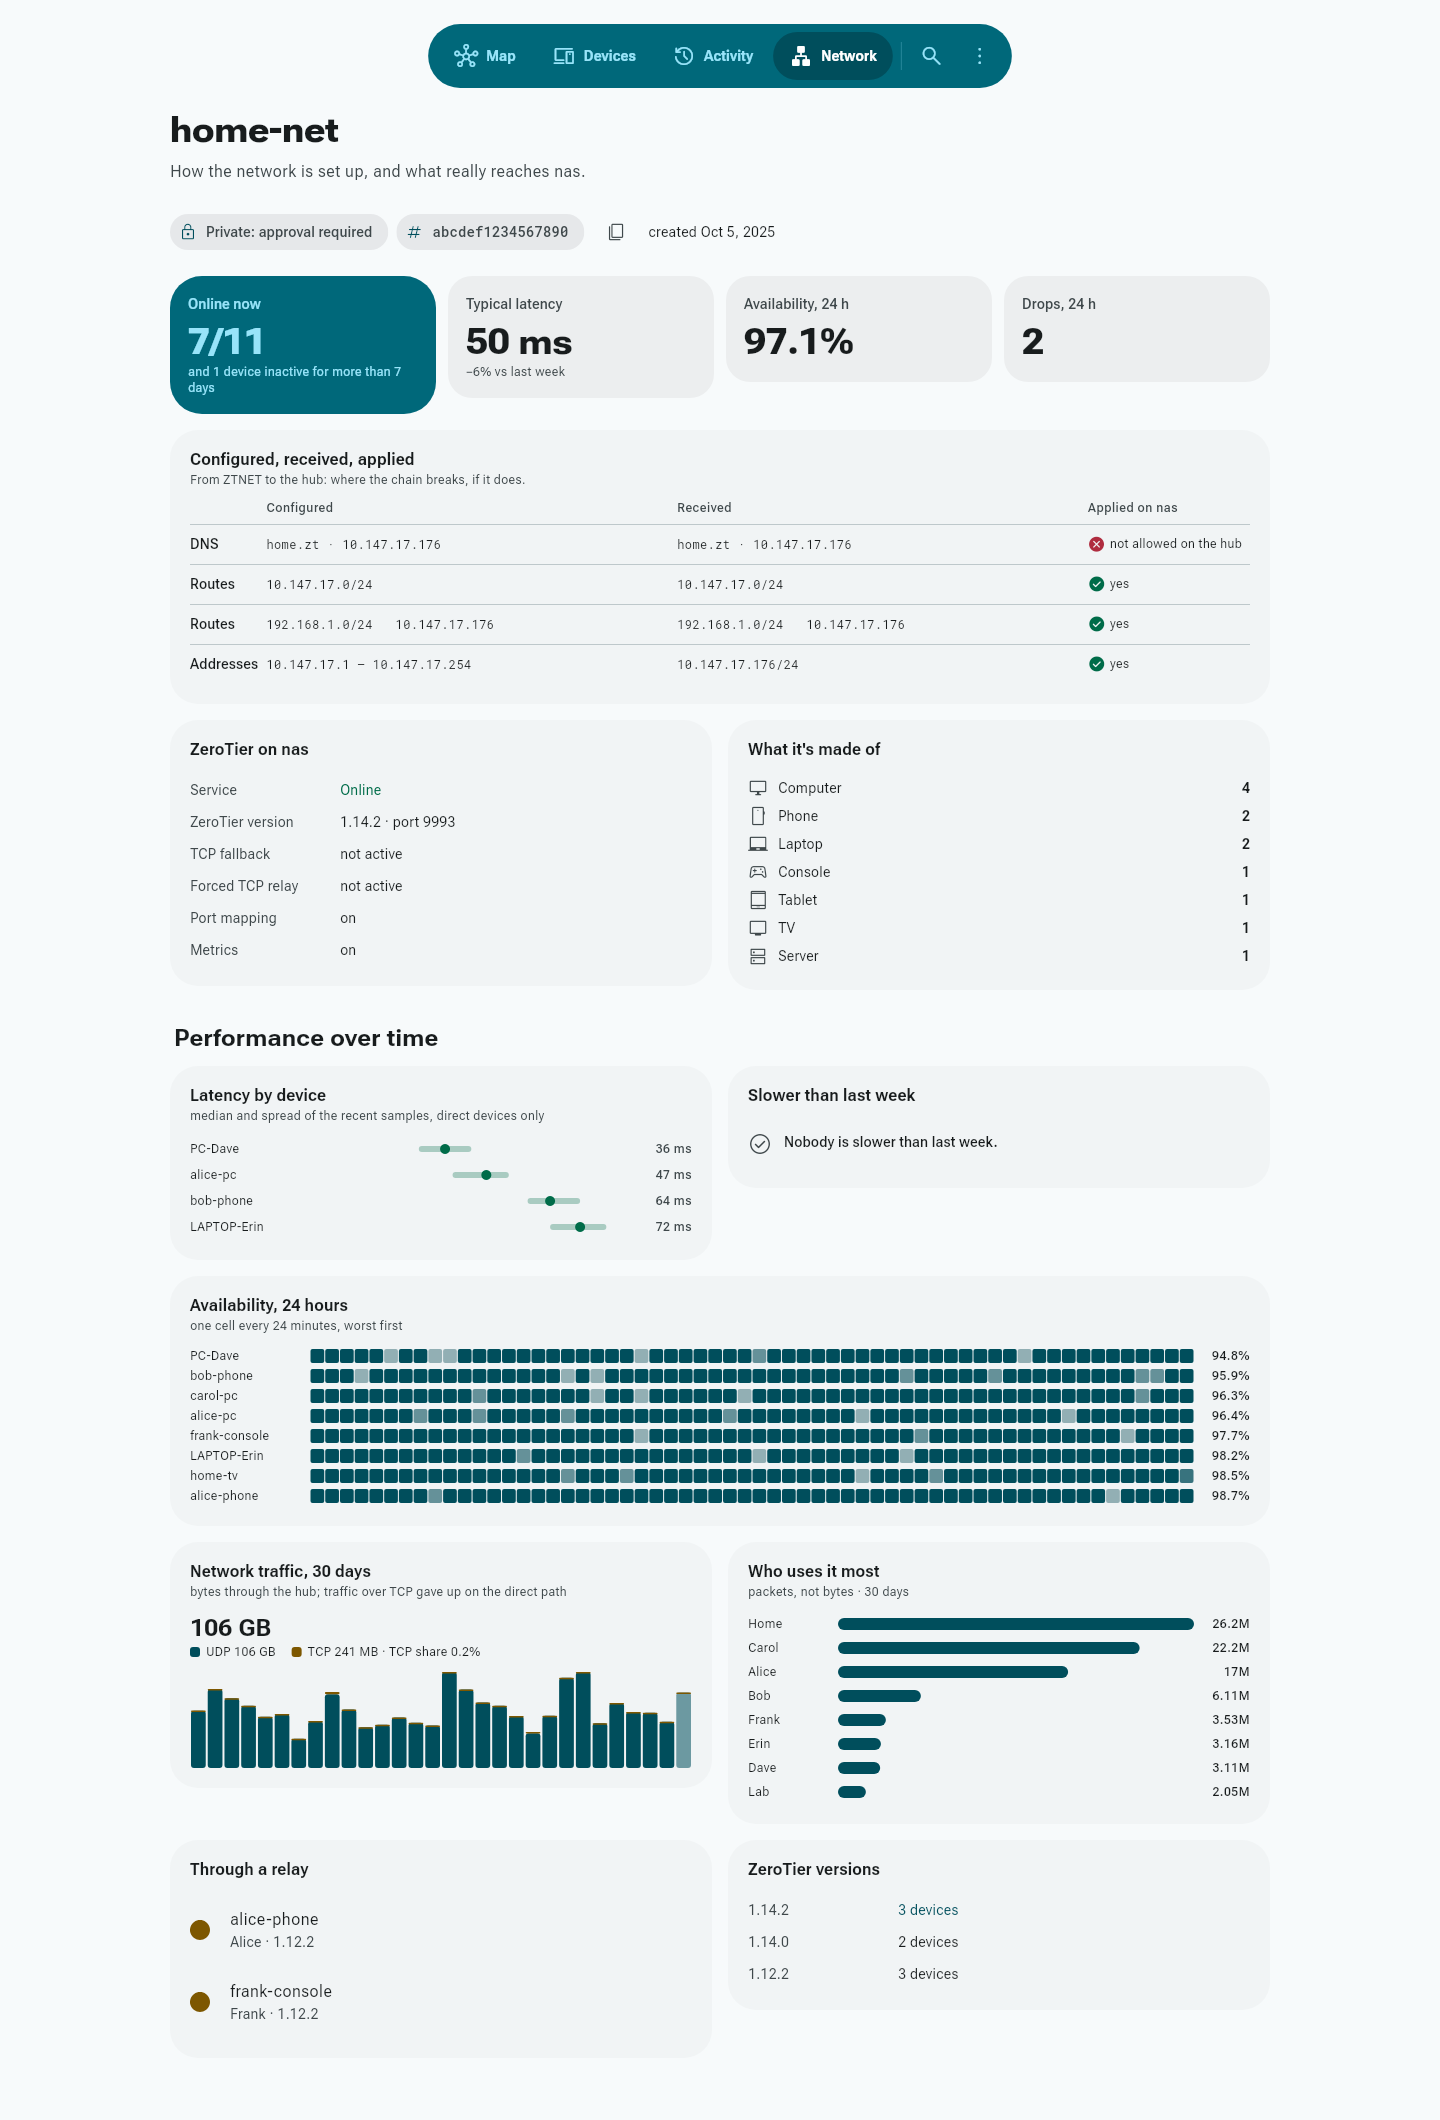 Map
Devices
Activity
Network
home-net
How the network is set up, and what really reaches nas.
Private: approval required
abcdef1234567890
created Oct 5, 2025
Online now
7/11
and 1 device inactive for more than 7
days
Typical latency
50 ms
−6% vs last week
Availability, 24 h
97.1%
Drops, 24 h
2
Configured, received, applied
From ZTNET to the hub: where the chain breaks, if it does.
Configured Received Applied on nas
DNS home.zt · 10.147.17.176 home.zt · 10.147.17.176 not allowed on the hub
Routes 10.147.17.0/24 10.147.17.0/24 yes
Routes 192.168.1.0/24 10.147.17.176 192.168.1.0/24 10.147.17.176 yes
Addresses 10.147.17.1 – 10.147.17.254 10.147.17.176/24 yes
ZeroTier on nas
Service Online
ZeroTier version 1.14.2 · port 9993
TCP fallback not active
Forced TCP relay not active
Port mapping on
Metrics on
What it's made of
Computer 4
Phone 2
Laptop 2
Console 1
Tablet 1
TV 1
Server 1
Performance over time
Latency by device
median and spread of the recent samples, direct devices only
PC-Dave 36 ms
alice-pc 47 ms
bob-phone 64 ms
LAPTOP-Erin 72 ms
Slower than last week
Nobody is slower than last week.
Availability, 24 hours
one cell every 24 minutes, worst first
PC-Dave 94.8%
bob-phone 95.9%
carol-pc 96.3%
alice-pc 96.4%
frank-console 97.7%
LAPTOP-Erin 98.2%
home-tv 98.5%
alice-phone 98.7%
Network traffic, 30 days
bytes through the hub; traffic over TCP gave up on the direct path
106 GB
UDP 106 GB TCP 241 MB · TCP share 0.2%
Who uses it most
packets, not bytes · 30 days
Home 26.2M
Carol 22.2M
Alice 17M
Bob 6.11M
Frank 3.53M
Erin 3.16M
Dave 3.11M
Lab 2.05M
Through a relay
alice-phone
Alice · 1.12.2
frank-console
Frank · 1.12.2
ZeroTier versions
1.14.2 3 devices
1.14.0 2 devices
1.12.2 3 devices